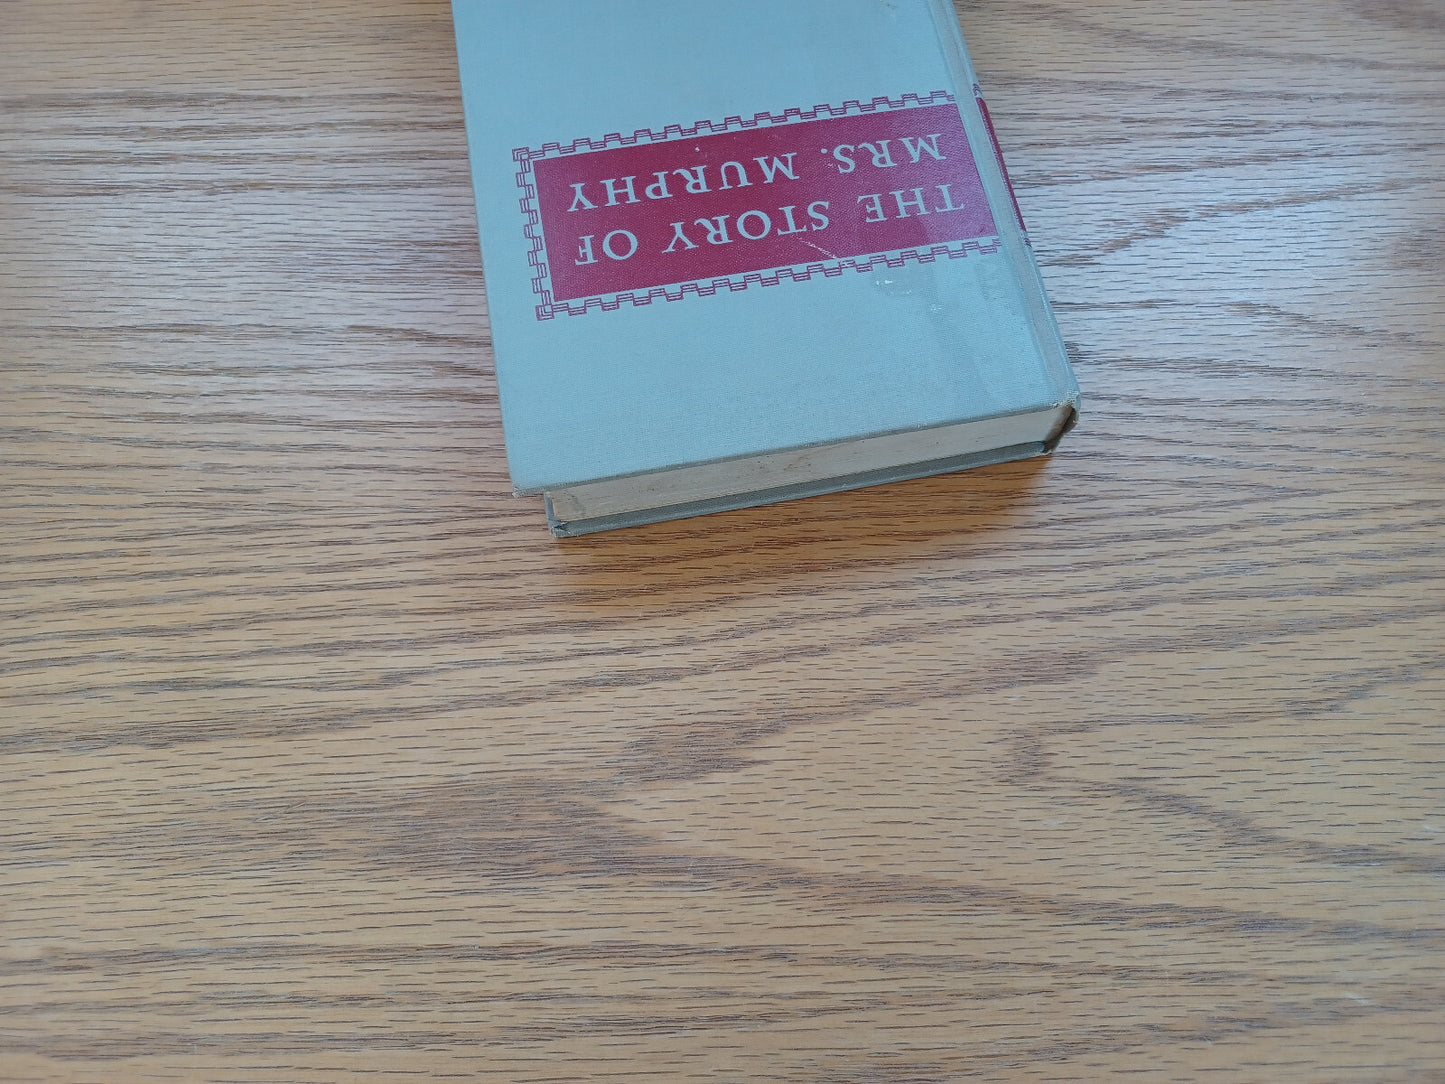 THE STORY OF
MRS. MURPHY